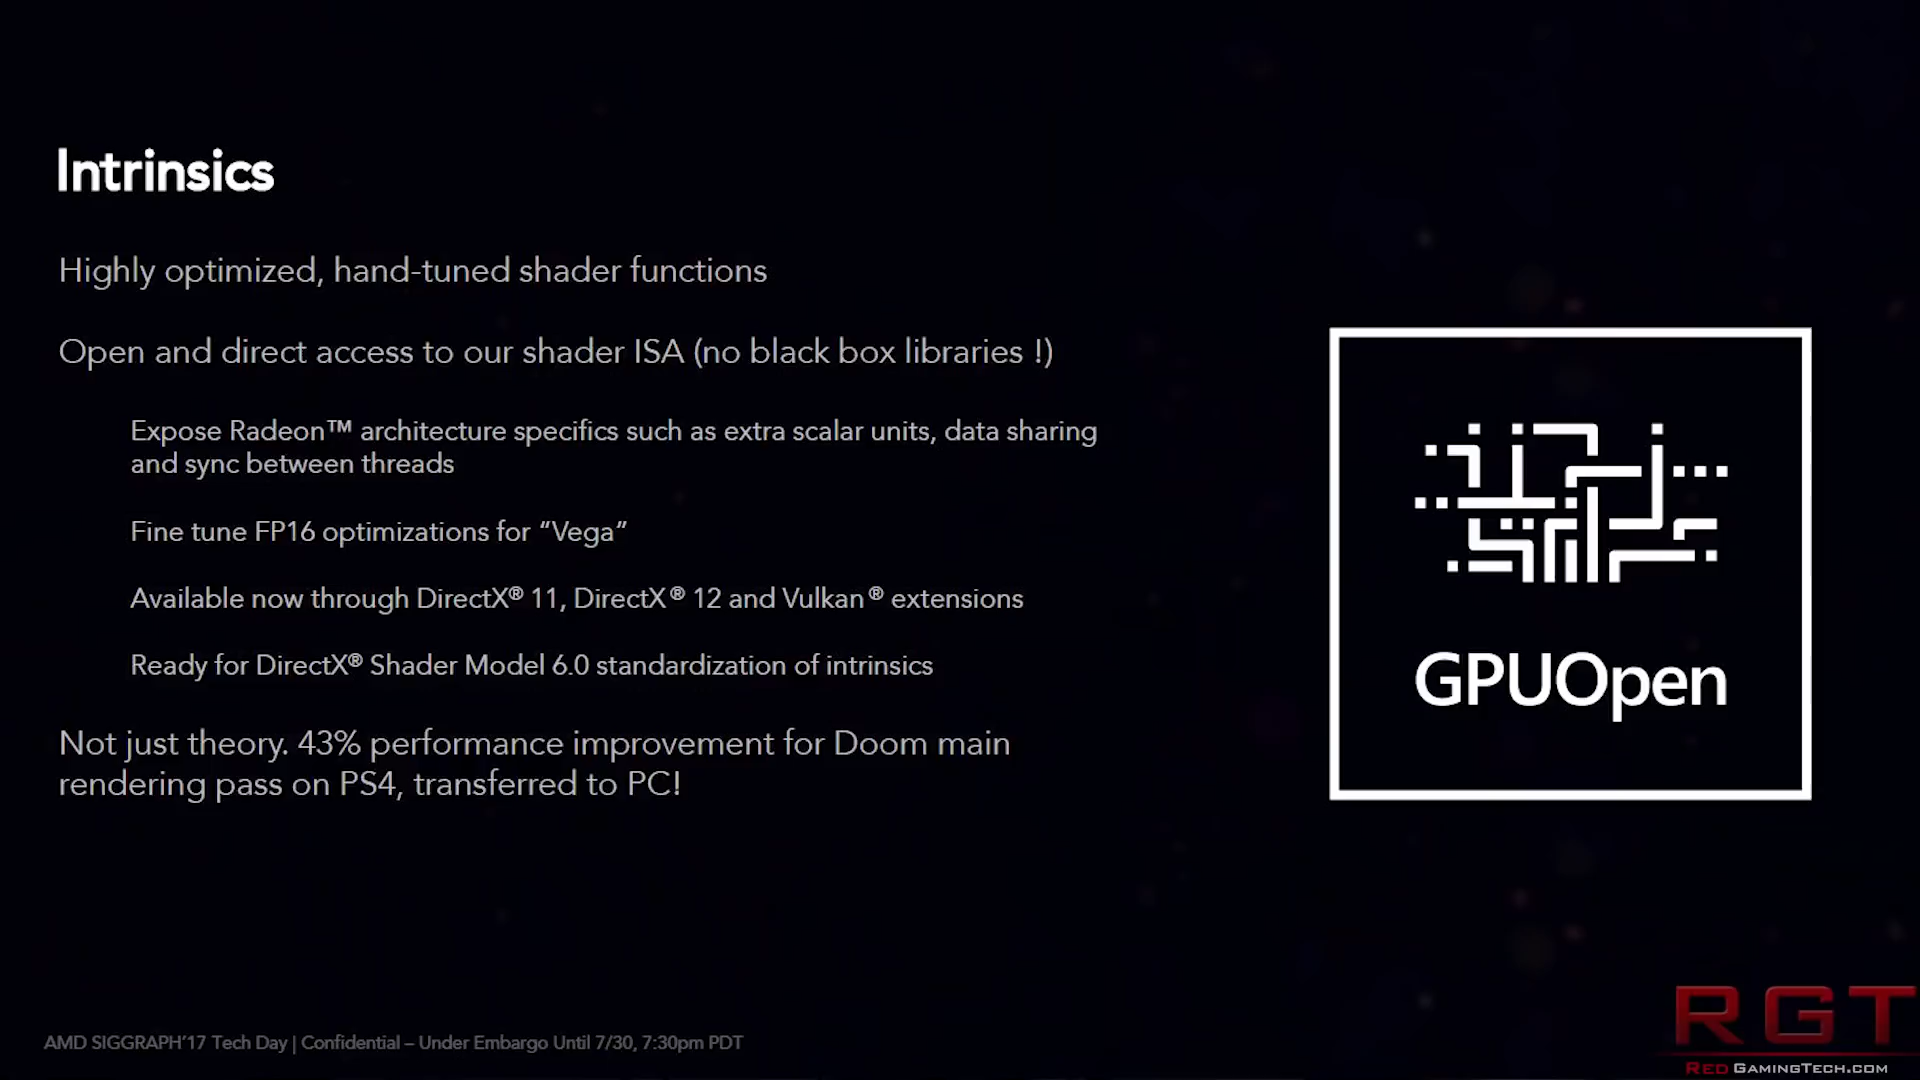 Intrinsics
Highly optimized, hand-tuned shader functions
Open and direct access to our shader ISA (no black box libraries !)
Expose Radeon™ architecture specifics such as extra scalar units, data sharing
and sync between threads
Fine tune FP16 optimizations for “Vega”
Available now through DirectX® 11, DirectX® 12 and Vulkan® extensions
Ready for DirectX® Shader Model 6.0 standardization of intrinsics
Not just theory. 43% performance improvement for Doom main
rendering pass on PS4, transferred to PC!
GPUOpen
AMD SIGGRAPH’17 Tech Day | Confidential – Under Embargo Until 7/30, 7:30pm PDT
RGT
RedGamingTech.com